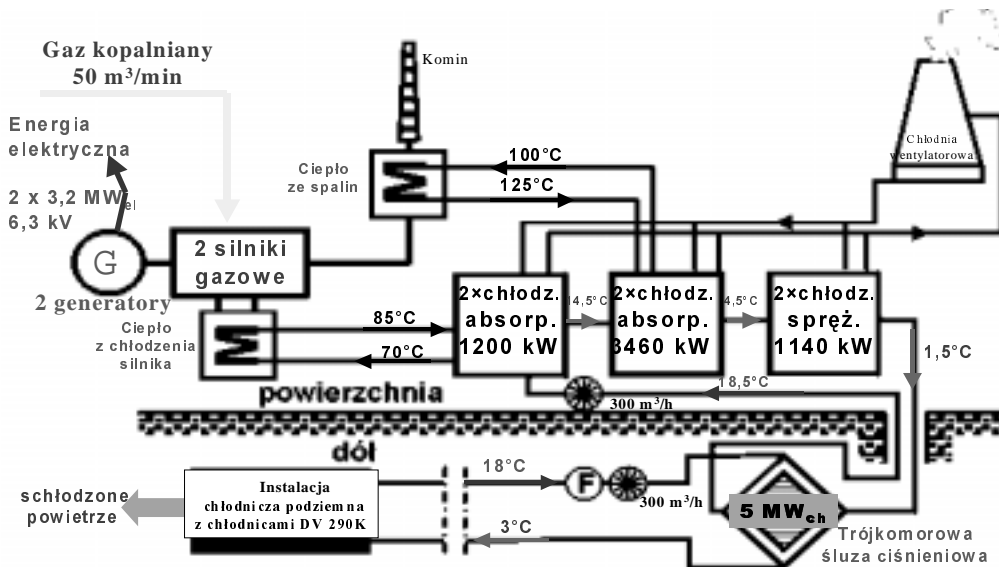 Gaz kopalniany
50 m³/min
Energia
elektryczna
2 x 3,2 MWel
6,3 kV
G
2 generatory
2 silniki
gazowe
Ciepło
z chłodzenia
silnika
Komin
Ciepło
ze spalin
100°C
125°C
85°C
70°C
2×chłodz.
absorp.
1200 kW
14,5°C
2×chłodz.
absorp.
3460 kW
4,5°C
2×chłodz.
spręż.
1140 kW
Chłodnia
wentylatorowa
1,5°C
18,5°C
300 m³/h
powierzchnia
dół
18°C
F
300 m³/h
3°C
schłodzone
powietrze
Instalacja
chłodnicza podziemna
z chłodnicami DV 290K
5 MWch
Trójkomorowa
śluza ciśnieniowa